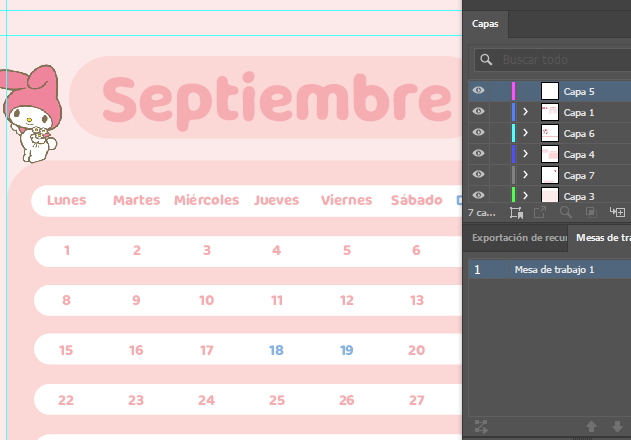 Capas
Buscar todo
Capa 5
Capa 1
Capa 6
Capa 4
Capa 7
Capa 3
7 ca...
Exportación de recur
Mesas de tra
1 Mesa de trabajo 1
Septiembre
Lunes Martes Miércoles Jueves Viernes Sábado
1 2 3 4 5 6
8 9 10 11 12 13
15 16 17 18 19 20
22 23 24 25 26 27